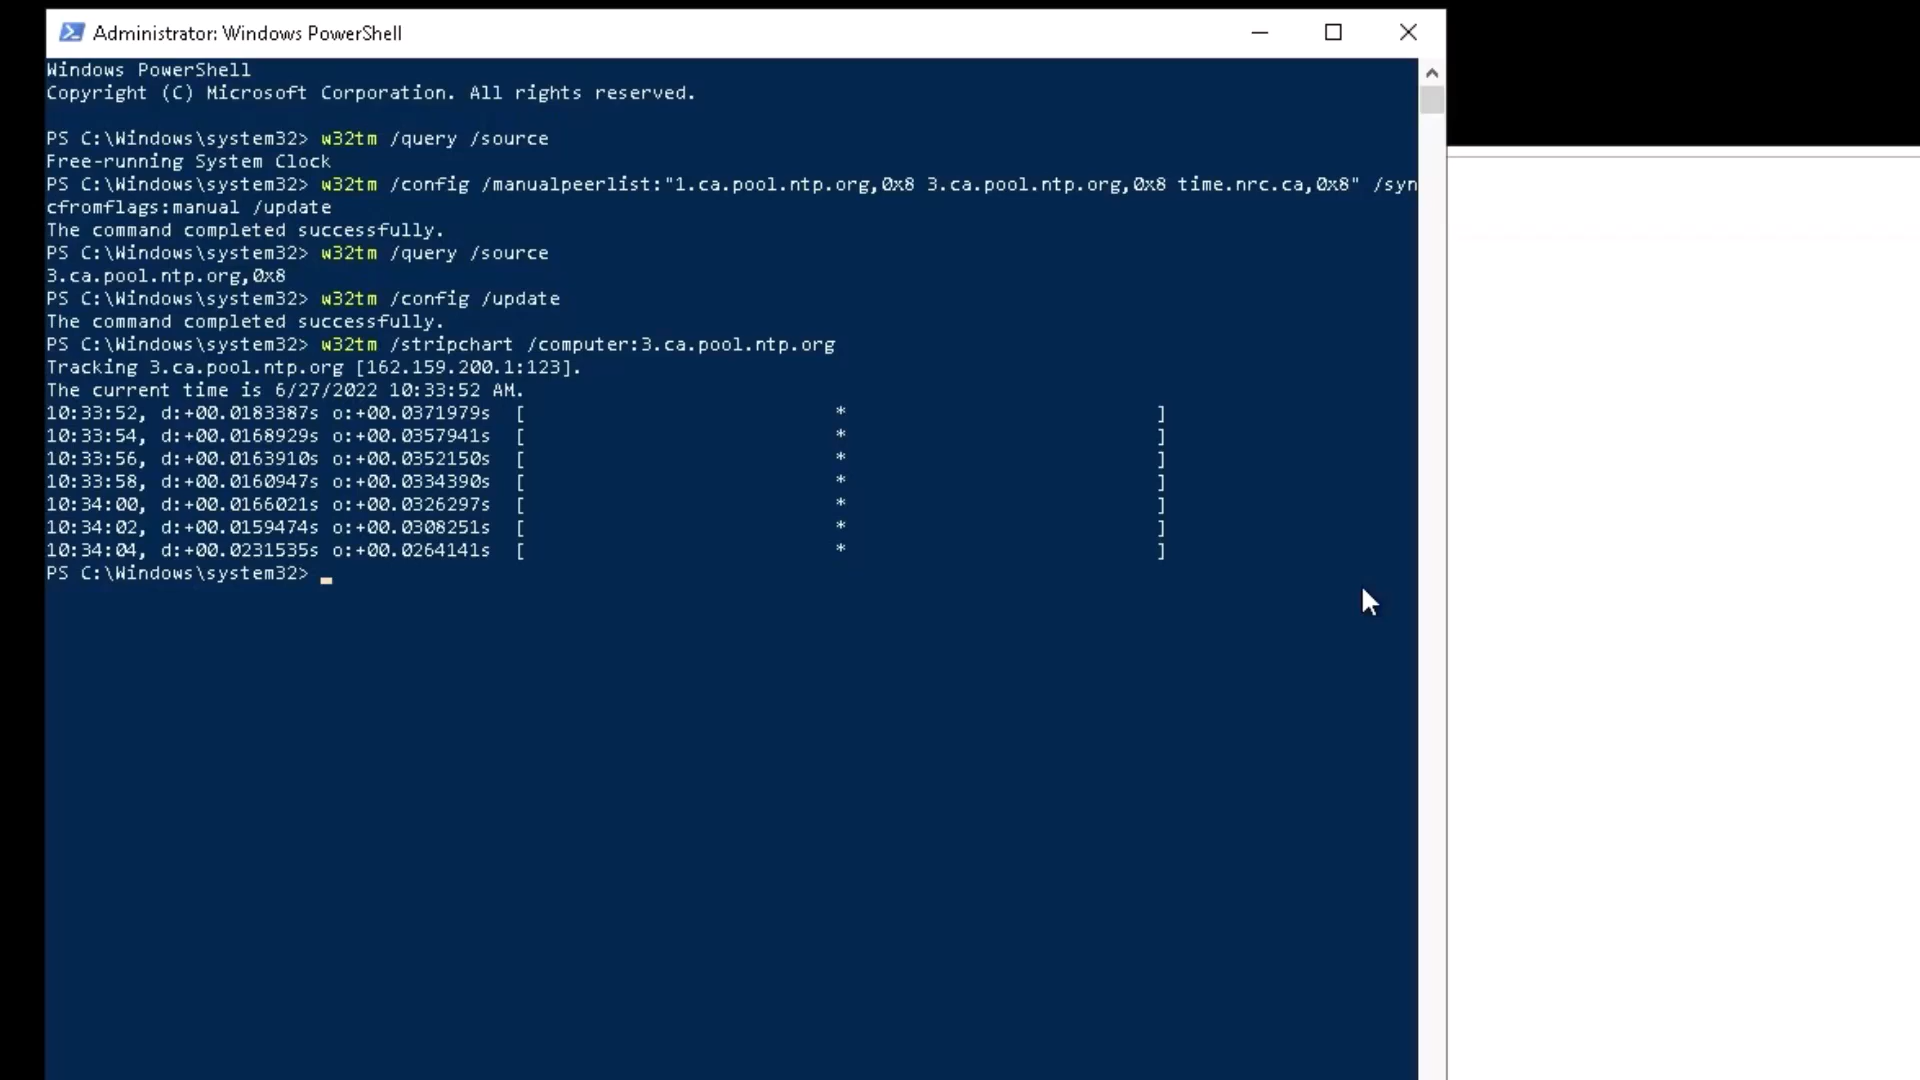 Administrator: Windows PowerShell
Windows PowerShell
Copyright (C) Microsoft Corporation. All rights reserved.
PS C:\Windows\system32> w32tm /query /source
Free-running System Clock
PS C:\Windows\system32> w32tm /config /manualpeerlist:"1.ca.pool.ntp.org,0x8 3.ca.pool.ntp.org,0x8 time.nrc.ca,0x8" /syn
cfromflags:manual /update
The command completed successfully.
PS C:\Windows\system32> w32tm /query /source
3.ca.pool.ntp.org,0x8
PS C:\Windows\system32> w32tm /config /update
The command completed successfully.
PS C:\Windows\system32> w32tm /stripchart /computer:3.ca.pool.ntp.org
Tracking 3.ca.pool.ntp.org [162.159.200.1:123].
The current time is 6/27/2022 10:33:52 AM.
10:33:52, d:+00.0183387s o:+00.0371979s  [                           *                           ]
10:33:54, d:+00.0168929s o:+00.0357941s  [                           *                           ]
10:33:56, d:+00.0163910s o:+00.0352150s  [                           *                           ]
10:33:58, d:+00.0160947s o:+00.0334390s  [                           *                           ]
10:34:00, d:+00.0166021s o:+00.0326297s  [                           *                           ]
10:34:02, d:+00.0159474s o:+00.0308251s  [                           *                           ]
10:34:04, d:+00.0231535s o:+00.0264141s  [                           *                           ]
PS C:\Windows\system32>